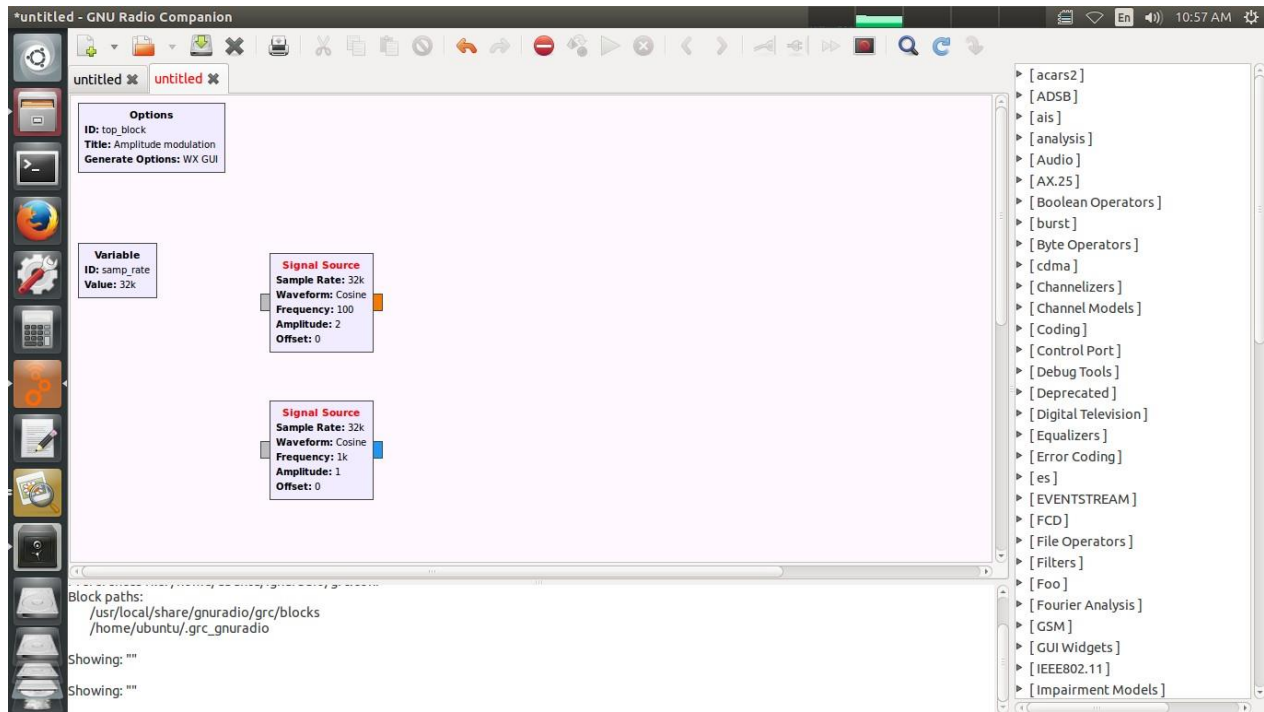 *untitled - GNU Radio Companion
En
10:57 AM
untitled
untitled
Options
ID: top_block
Title: Amplitude modulation
Generate Options: WX GUI
Variable
ID: samp_rate
Value: 32k
Signal Source
Sample Rate: 32k
Waveform: Cosine
Frequency: 100
Amplitude: 2
Offset: 0
Signal Source
Sample Rate: 32k
Waveform: Cosine
Frequency: 1k
Amplitude: 1
Offset: 0
Block paths:
/usr/local/share/gnuradio/grc/blocks
/home/ubuntu/.grc_gnuradio
Showing: ""
Showing: ""
[ acars2 ]
[ ADSB ]
[ ais ]
[ analysis ]
[ Audio ]
[ AX.25 ]
[ Boolean Operators ]
[ burst ]
[ Byte Operators ]
[ cdma ]
[ Channelizers ]
[ Channel Models ]
[ Coding ]
[ Control Port ]
[ Debug Tools ]
[ Deprecated ]
[ Digital Television ]
[ Equalizers ]
[ Error Coding ]
[ es ]
[ EVENTSTREAM ]
[ FCD ]
[ File Operators ]
[ Filters ]
[ Foo ]
[ Fourier Analysis ]
[ GSM ]
[ GUI Widgets ]
[ IEEE802.11 ]
[ Impairment Models ]